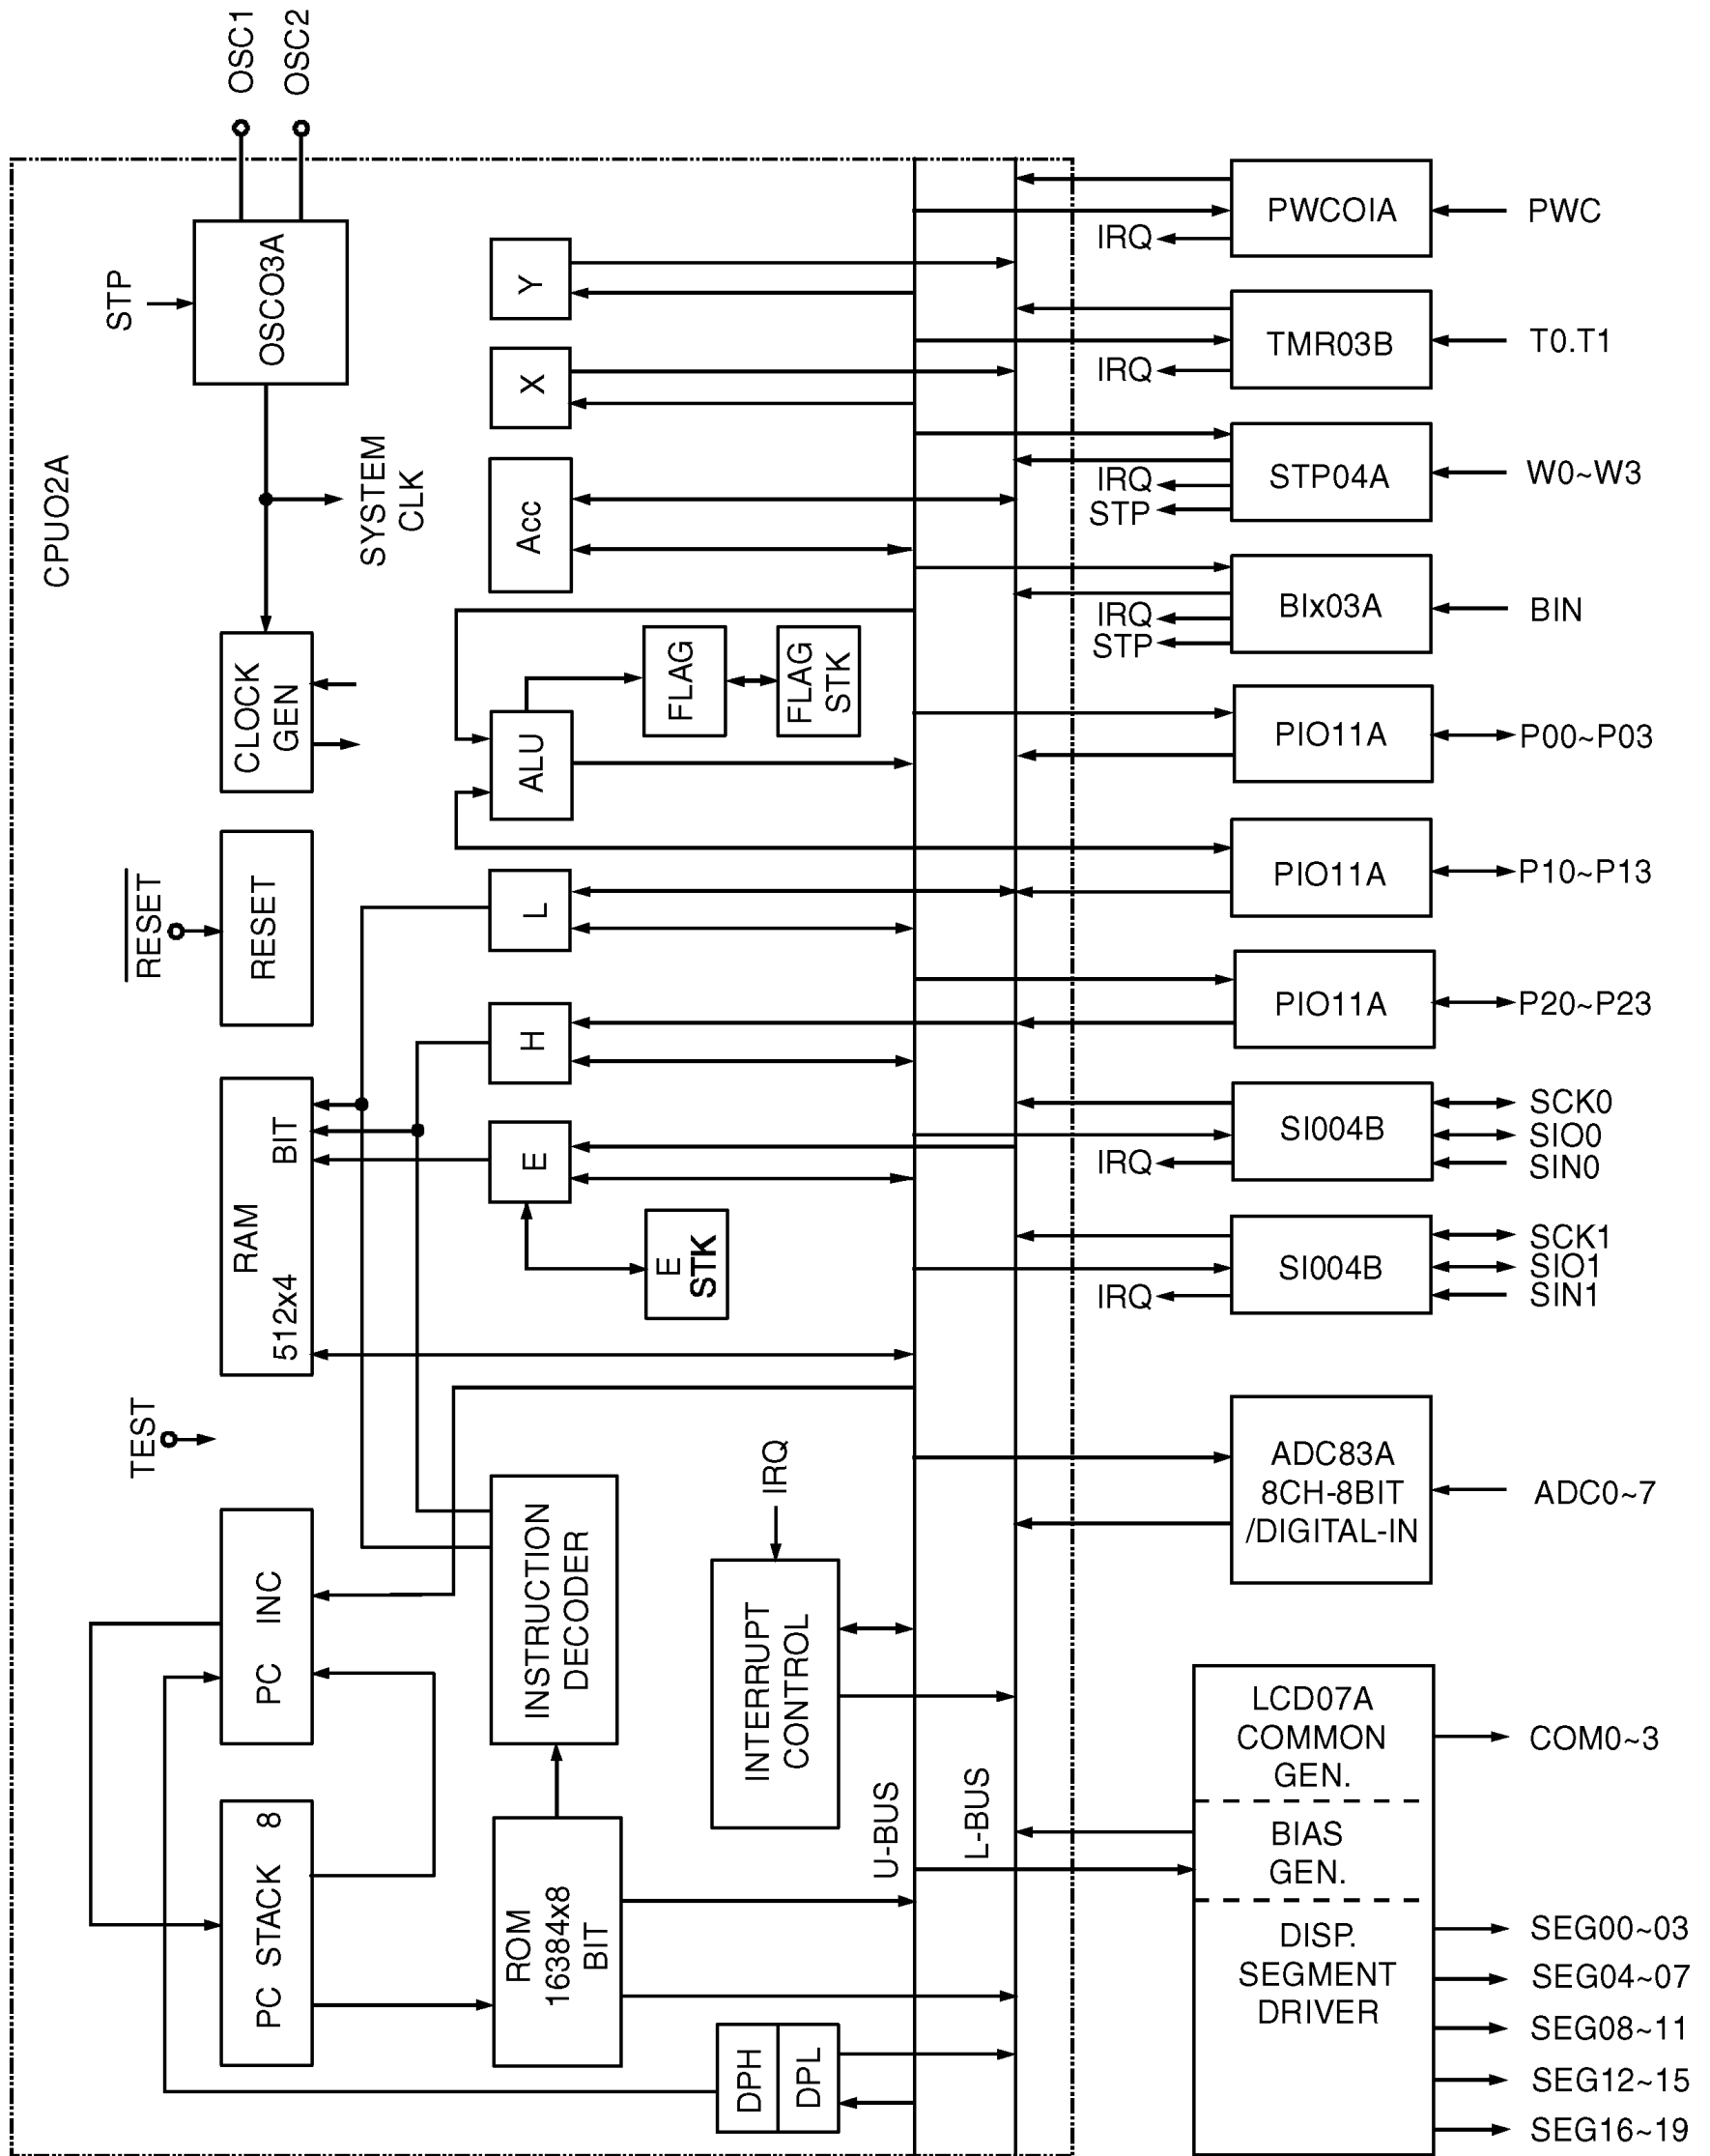 OSC1
OSC2
CPUO2A
STP
OSCO3A
SYSTEM
CLK
CLOCK
GEN
RESET
RESET
RAM
512x4
BIT
TEST
PC INC
PC STACK 8
Y
X
Acc
ALU
FLAG
FLAG
STK
L
H
E
E
STK
INSTRUCTION
DECODER
IRQ
INTERRUPT
CONTROL
ROM
16384x8
BIT
DPH
DPL
U-BUS
L-BUS
PWCOIA
PWC
IRQ
TMR03B
T0.T1
IRQ
STP04A
W0~W3
IRQ
STP
BIx03A
BIN
IRQ
STP
PIO11A
P00~P03
PIO11A
P10~P13
PIO11A
P20~P23
SI004B
SCK0
SIO0
SIN0
IRQ
SI004B
SCK1
SIO1
SIN1
IRQ
ADC83A
8CH-8BIT
/DIGITAL-IN
ADC0~7
LCD07A
COMMON
GEN.
COM0~3
BIAS
GEN.
DISP.
SEGMENT
DRIVER
SEG00~03
SEG04~07
SEG08~11
SEG12~15
SEG16~19